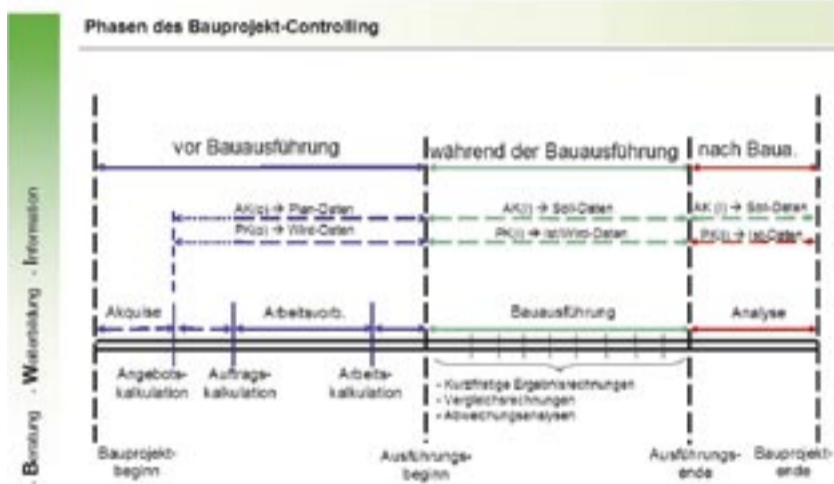 Phasen des Bauprojekt-Controlling
vor Bauausführung
während der Bauausführung
nach Baua.
AK(o) → Plan-Daten
AK(i) → Soll-Daten
AK (i) → Soll-Daten
PK(o) → Wird-Daten
PK(i) → Ist/Wird-Daten
PK(i) → Ist-Daten
Akquise
Arbeitsvorb.
Bauausführung
Analyse
Angebots-
kalkulation
Auftrags-
kalkulation
Arbeits-
kalkulation
- Kurzfristige Ergebnisrechnungen
- Vergleichsrechnungen
- Abweichungsanalysen
Bauprojekt-
beginn
Ausführungs-
beginn
Ausführungs-
ende
Bauprojekt-
ende
- Beratung - Weiterbildung - Information